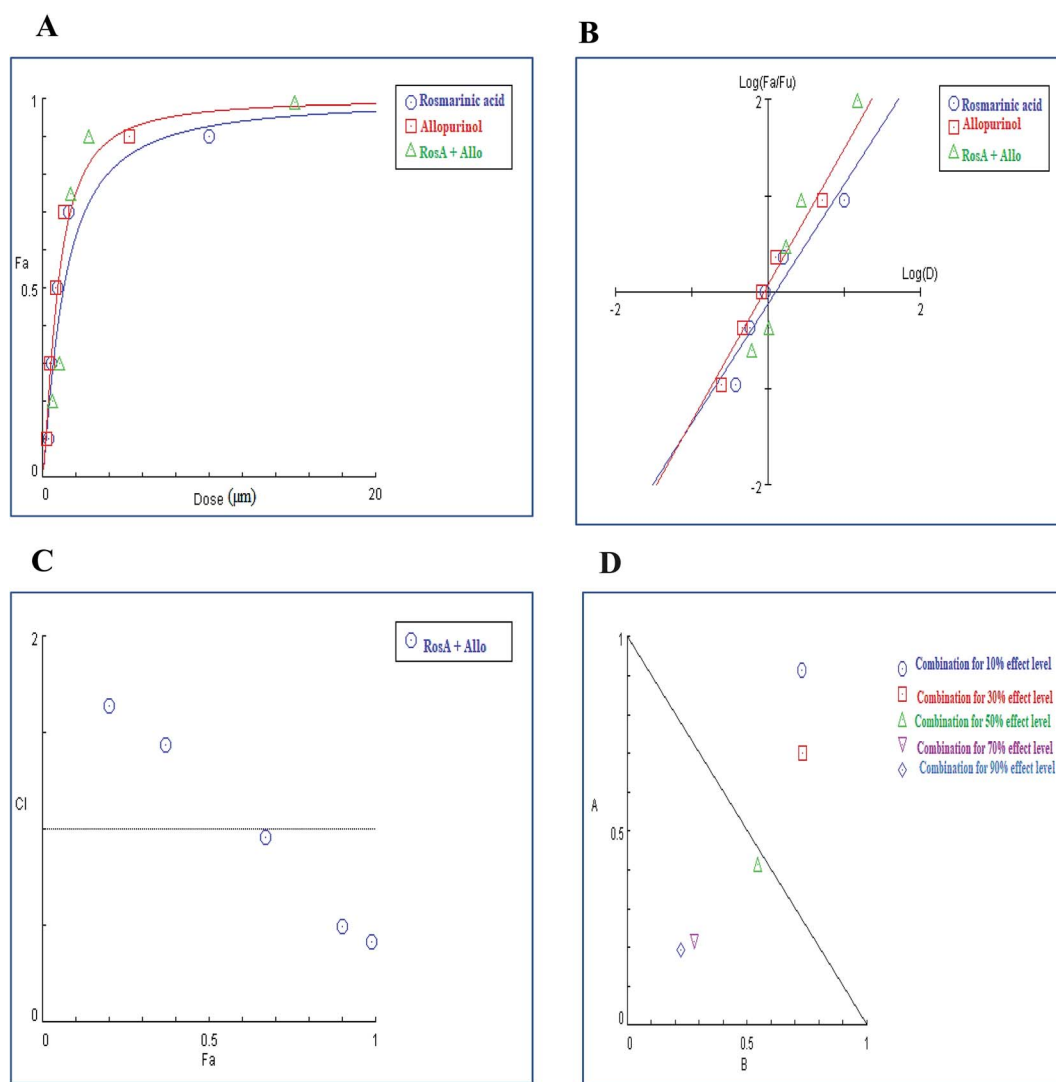 A
1
Rosmarinic acid
Allopurinol
RosA + Allo
Fa
0.5
0
0
Dose (µm)
20
B
Log(Fa/Fu)
2
Rosmarinic acid
Allopurinol
RosA + Allo
Log(D)
-2
2
-2
C
2
RosA + Allo
CI
0
0
0.5
1
Fa
D
1
Combination for 10% effect level
Combination for 30% effect level
Combination for 50% effect level
Combination for 70% effect level
Combination for 90% effect level
A
0.5
0
0
0.5
1
B